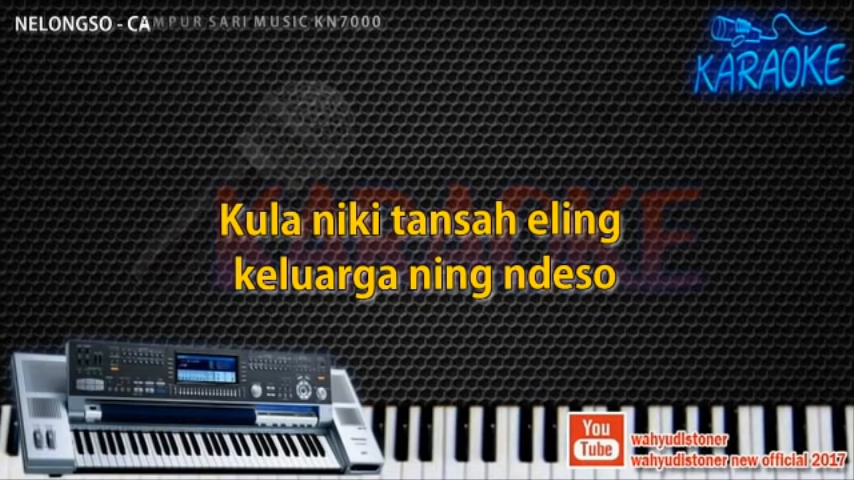 NELONGSO - CAMPUR SARI MUSIC KN7000
KARAOKE
KARAOKE
Kula niki tansah eling
keluarga ning ndeso
You
Tube
wahyudistoner
wahyudistoner new official 2017